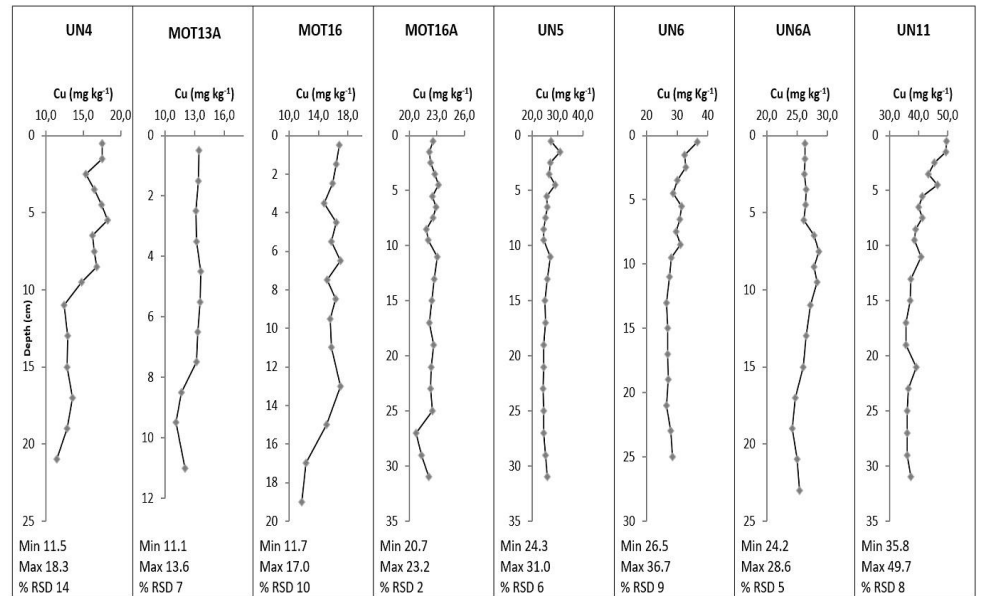 UN4
Cu (mg kg-1)
10,0 15,0 20,0
0
5
10
15
20
25
Depth (cm)
Min 11.5
Max 18.3
% RSD 14
MOT13A
Cu (mg kg-1)
10,0 13,0 16,0
0
2
4
6
8
10
12
Min 11.1
Max 13.6
% RSD 7
MOT16
Cu (mg kg-1)
10,0 14,0 18,0
0
2
4
6
8
10
12
14
16
18
20
Min 11.7
Max 17.0
% RSD 10
MOT16A
Cu (mg kg-1)
20,0 23,0 26,0
0
5
10
15
20
25
30
35
Min 20.7
Max 23.2
% RSD 2
UN5
Cu (mg kg-1)
20,0 30,0 40,0
0
5
10
15
20
25
30
35
Min 24.3
Max 31.0
% RSD 6
UN6
Cu (mg Kg-1)
20 30 40
0
5
10
15
20
25
30
Min 26.5
Max 36.7
% RSD 9
UN6A
Cu (mg kg-1)
20,0 25,0 30,0
0
5
10
15
20
25
Min 24.2
Max 28.6
% RSD 5
UN11
Cu (mg kg-1)
30,0 40,0 50,0
0
5
10
15
20
25
30
35
Min 35.8
Max 49.7
% RSD 8